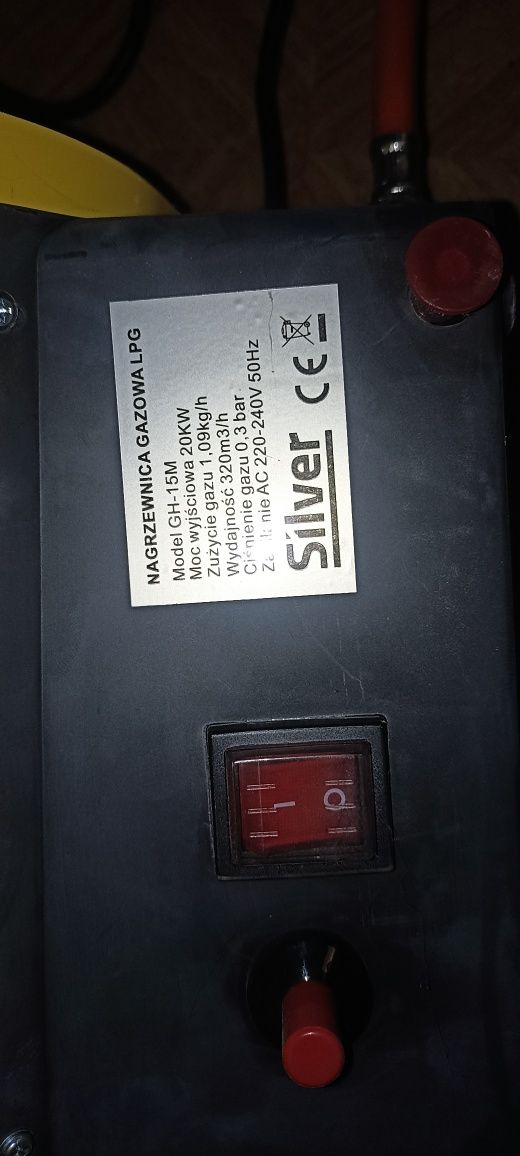 NAGRZEWNICA GAZOWA LPG
Model GH-15M
Moc wyjściowa 20KW
Zużycie gazu 1,09kg/h
Wydajność 320m3/h
Ciśnienie gazu 0,3 bar
AC 220-240V 50Hz
Silver CE
I O